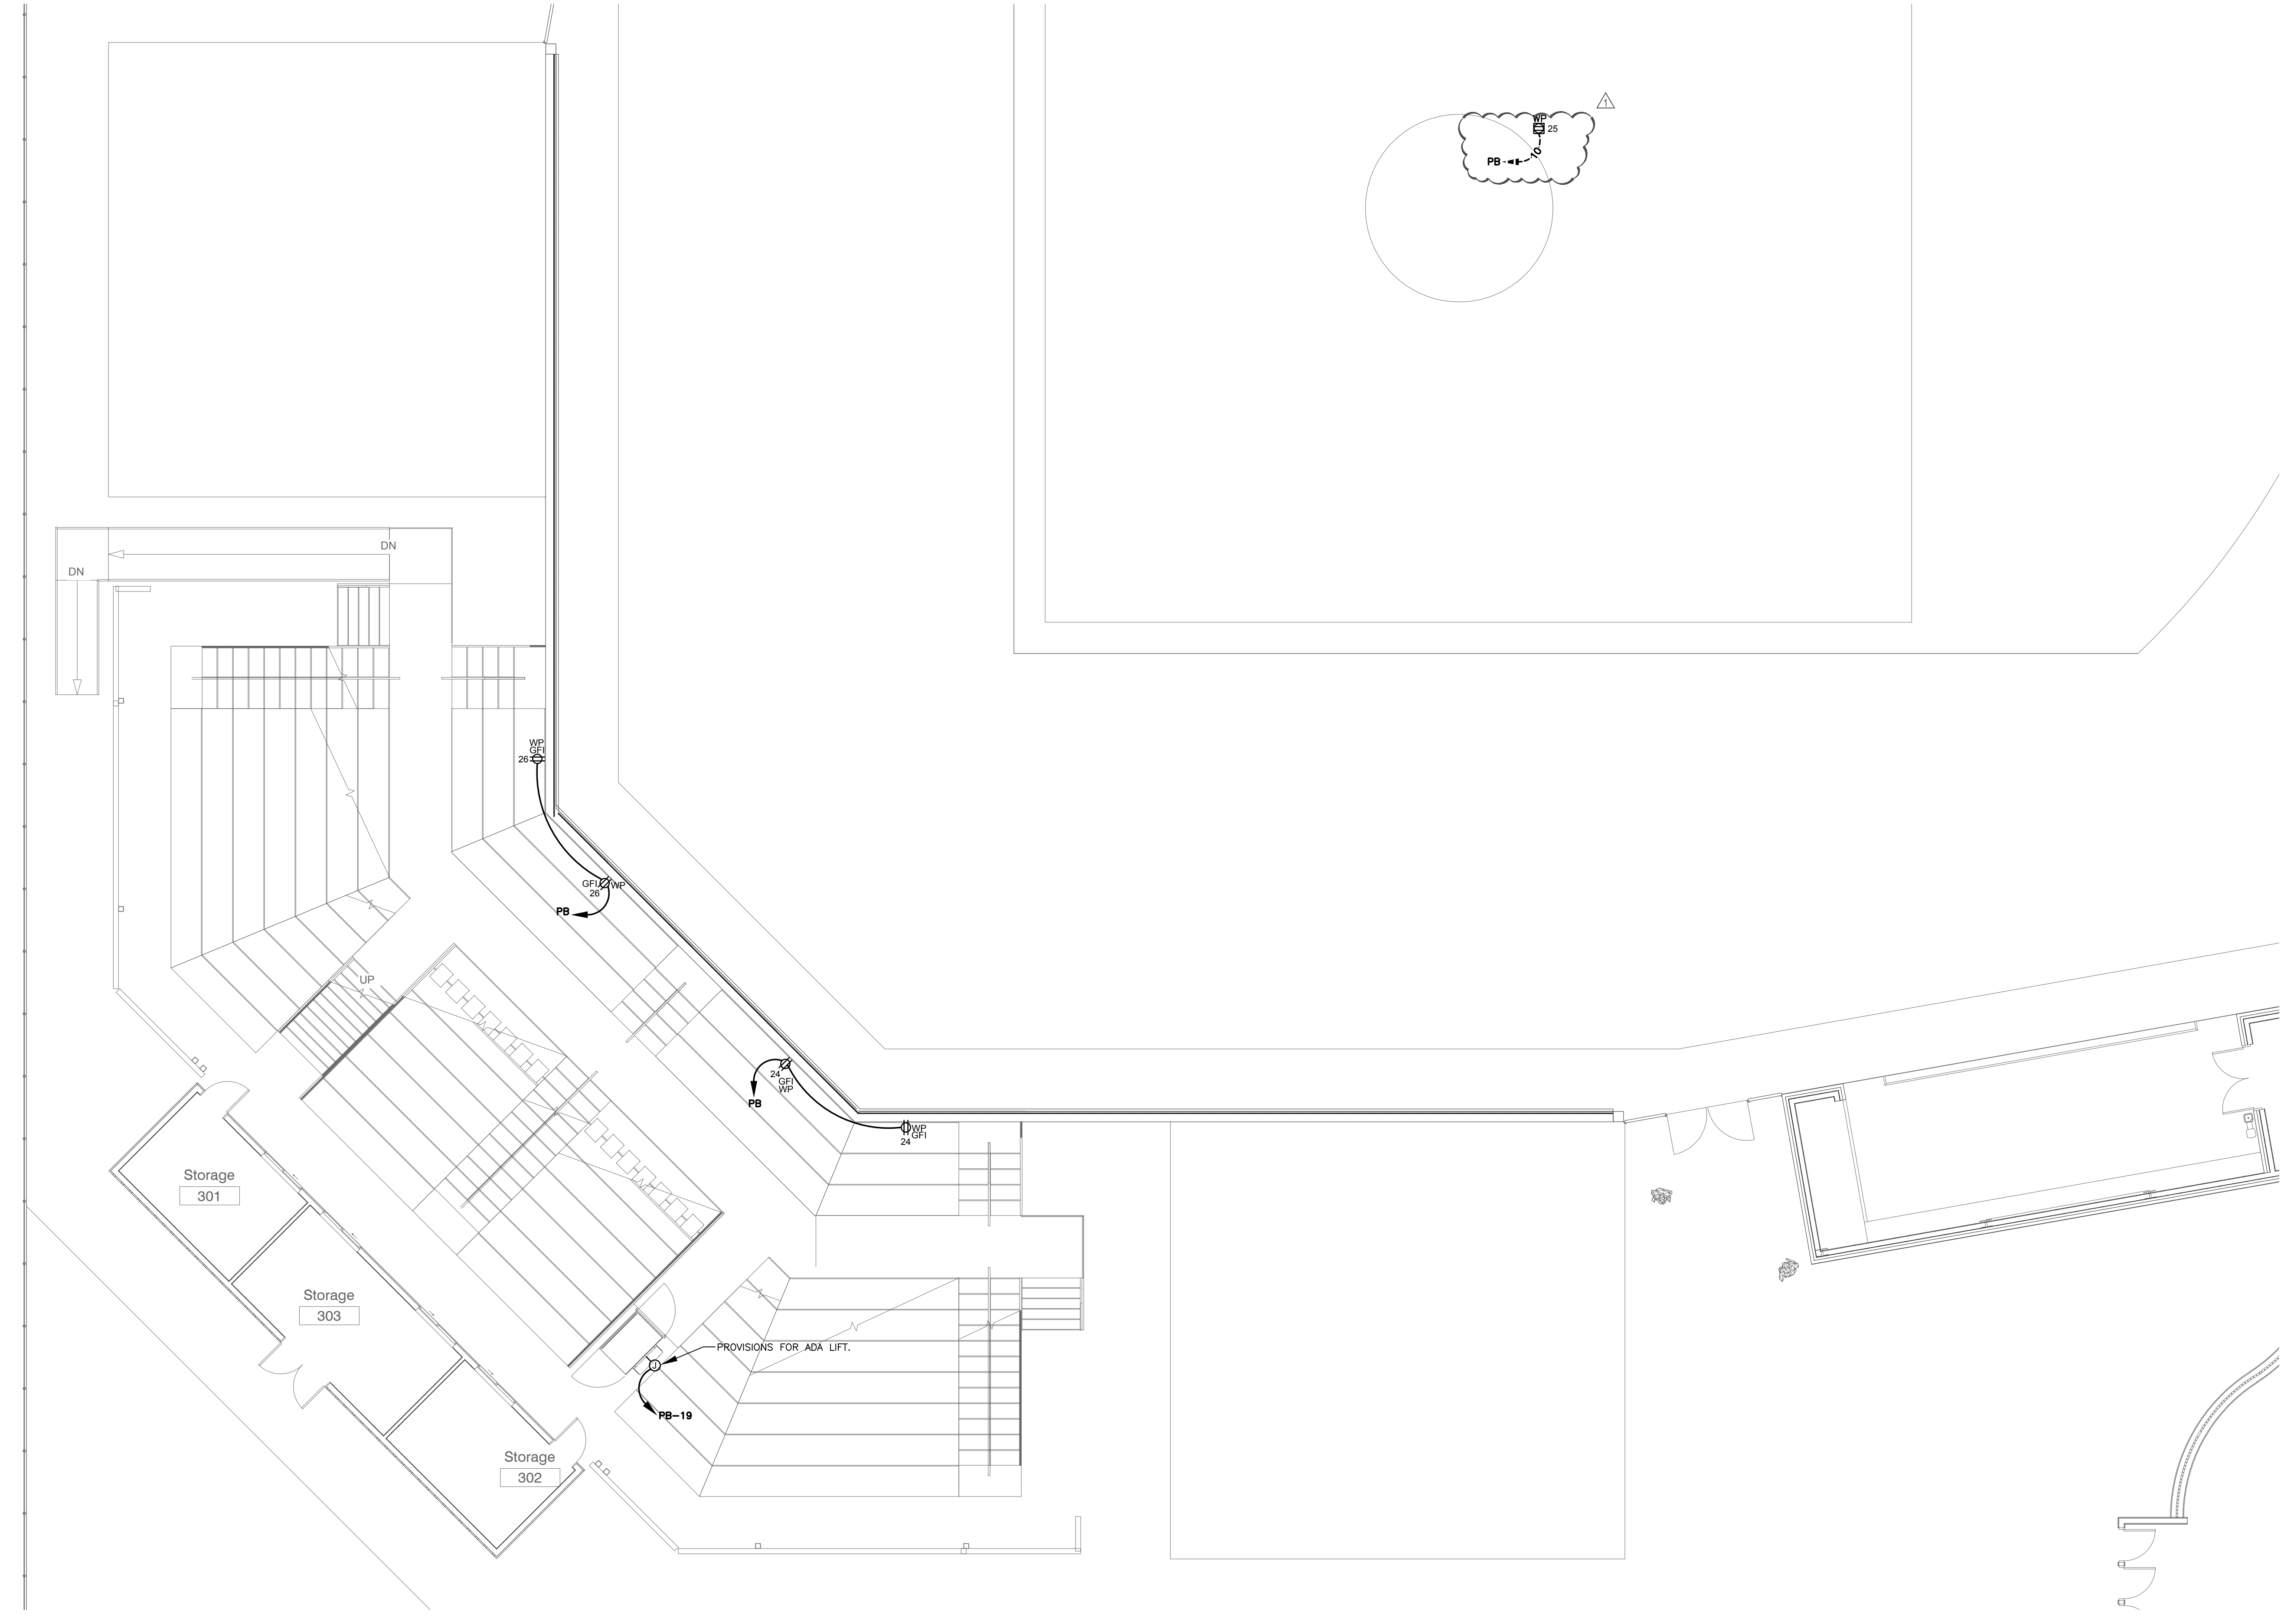 1
WP
25
10
PB
DN
DN
WP
GFI
26
GFI
WP
26
PB
UP
24
GFI
WP
PB
WP
GFI
24
Storage
301
Storage
303
PROVISIONS FOR ADA LIFT.
J
PB-19
Storage
302